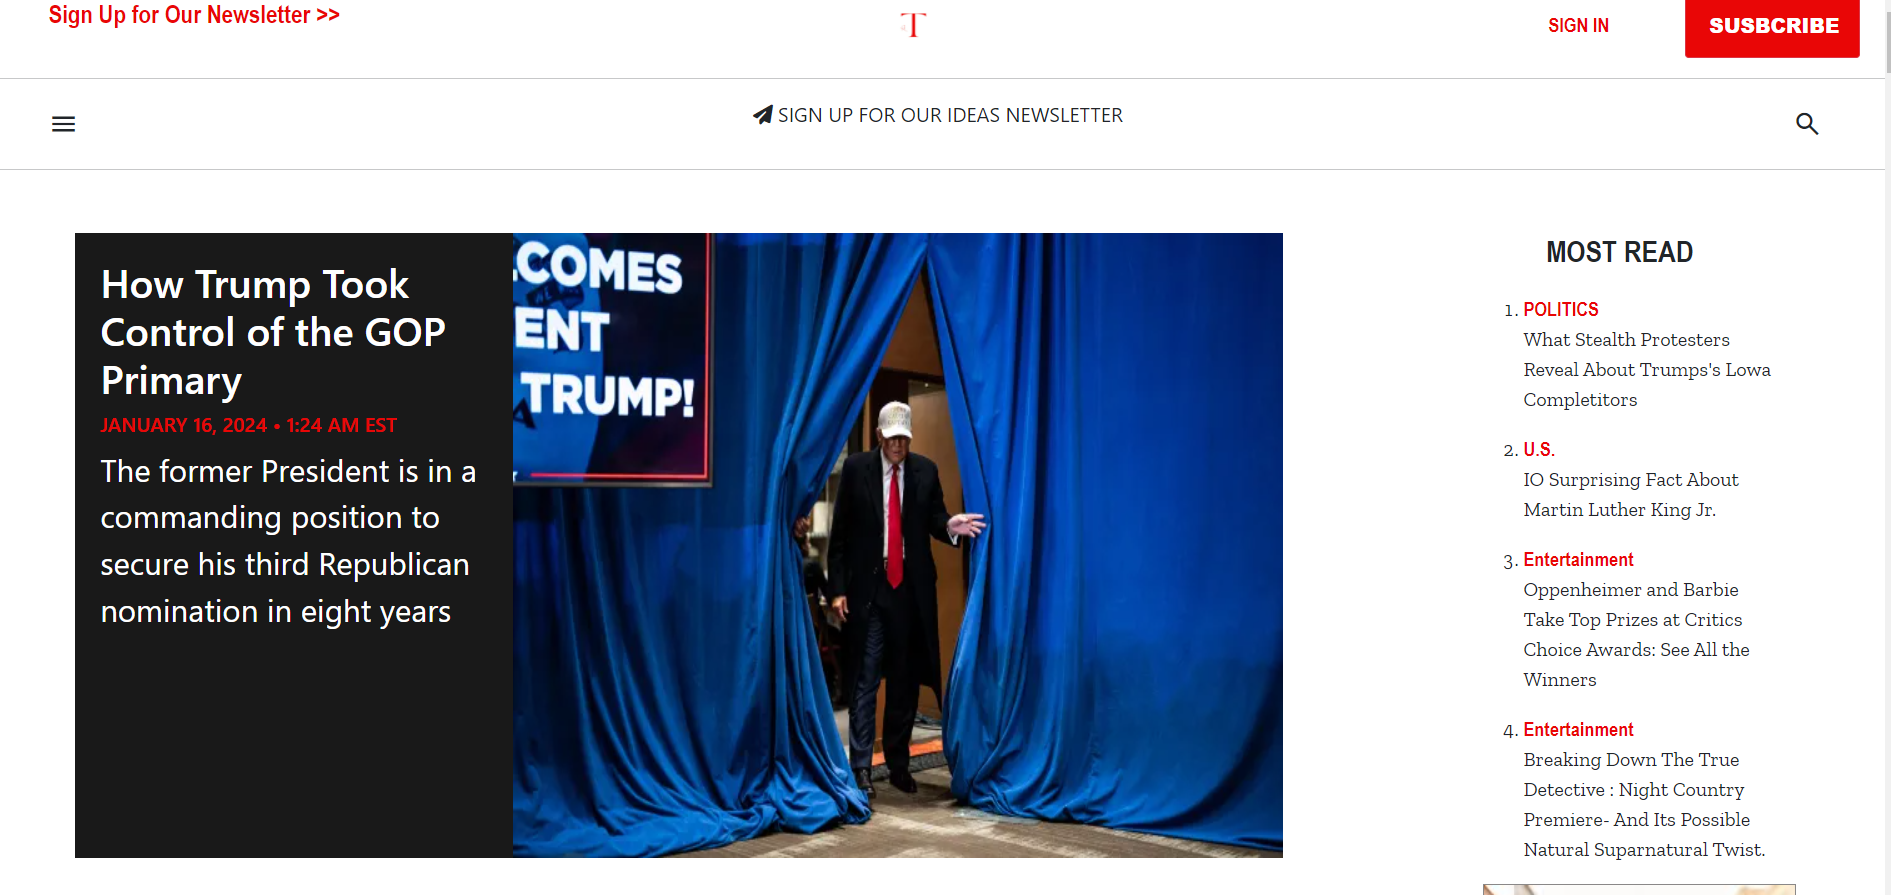 Sign Up for Our Newsletter >>
T
SIGN IN
SUSBCRIBE
SIGN UP FOR OUR IDEAS NEWSLETTER
How Trump Took
Control of the GOP
Primary
JANUARY 16, 2024 • 1:24 AM EST
The former President is in a
commanding position to
secure his third Republican
nomination in eight years
COMES
ENT
TRUMP!
MOST READ
1. POLITICS
What Stealth Protesters
Reveal About Trumps's Lowa
Completitors
2. U.S.
IO Surprising Fact About
Martin Luther King Jr.
3. Entertainment
Oppenheimer and Barbie
Take Top Prizes at Critics
Choice Awards: See All the
Winners
4. Entertainment
Breaking Down The True
Detective : Night Country
Premiere- And Its Possible
Natural Suparnatural Twist.